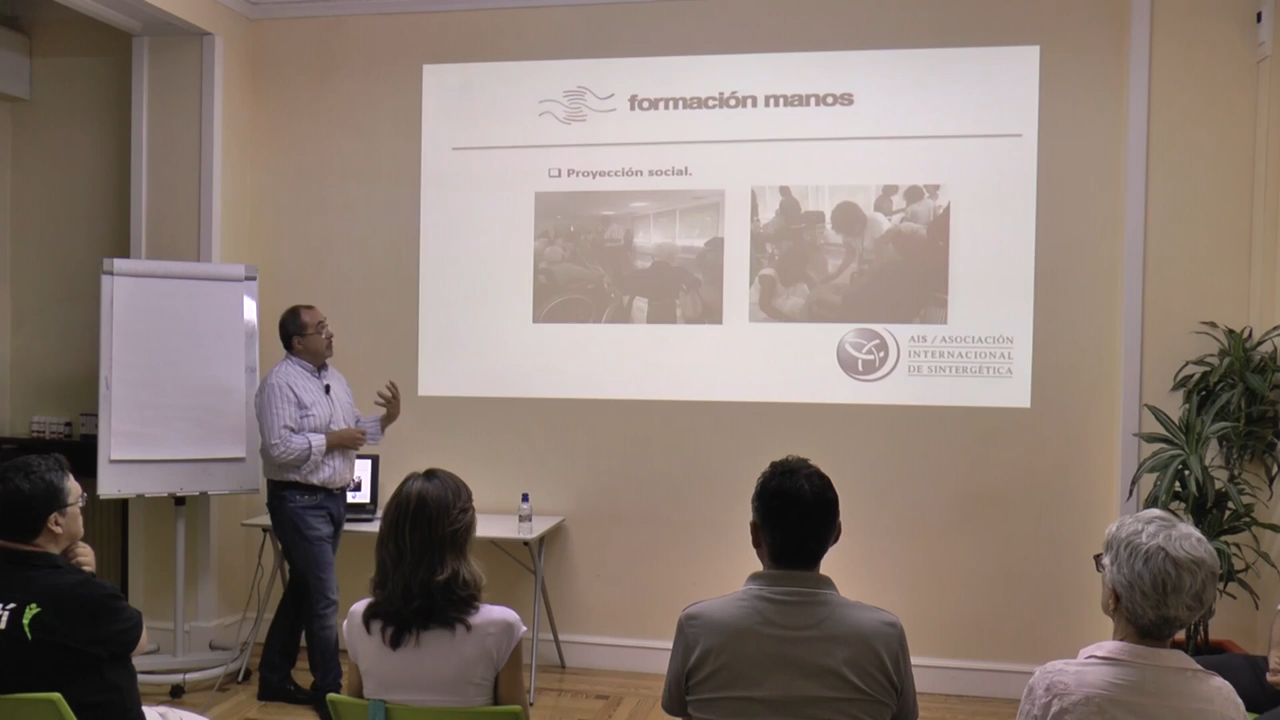 formación manos
❑ Proyección social.
AIS / ASOCIACIÓN
INTERNACIONAL
DE SINTERGÉTICA
í